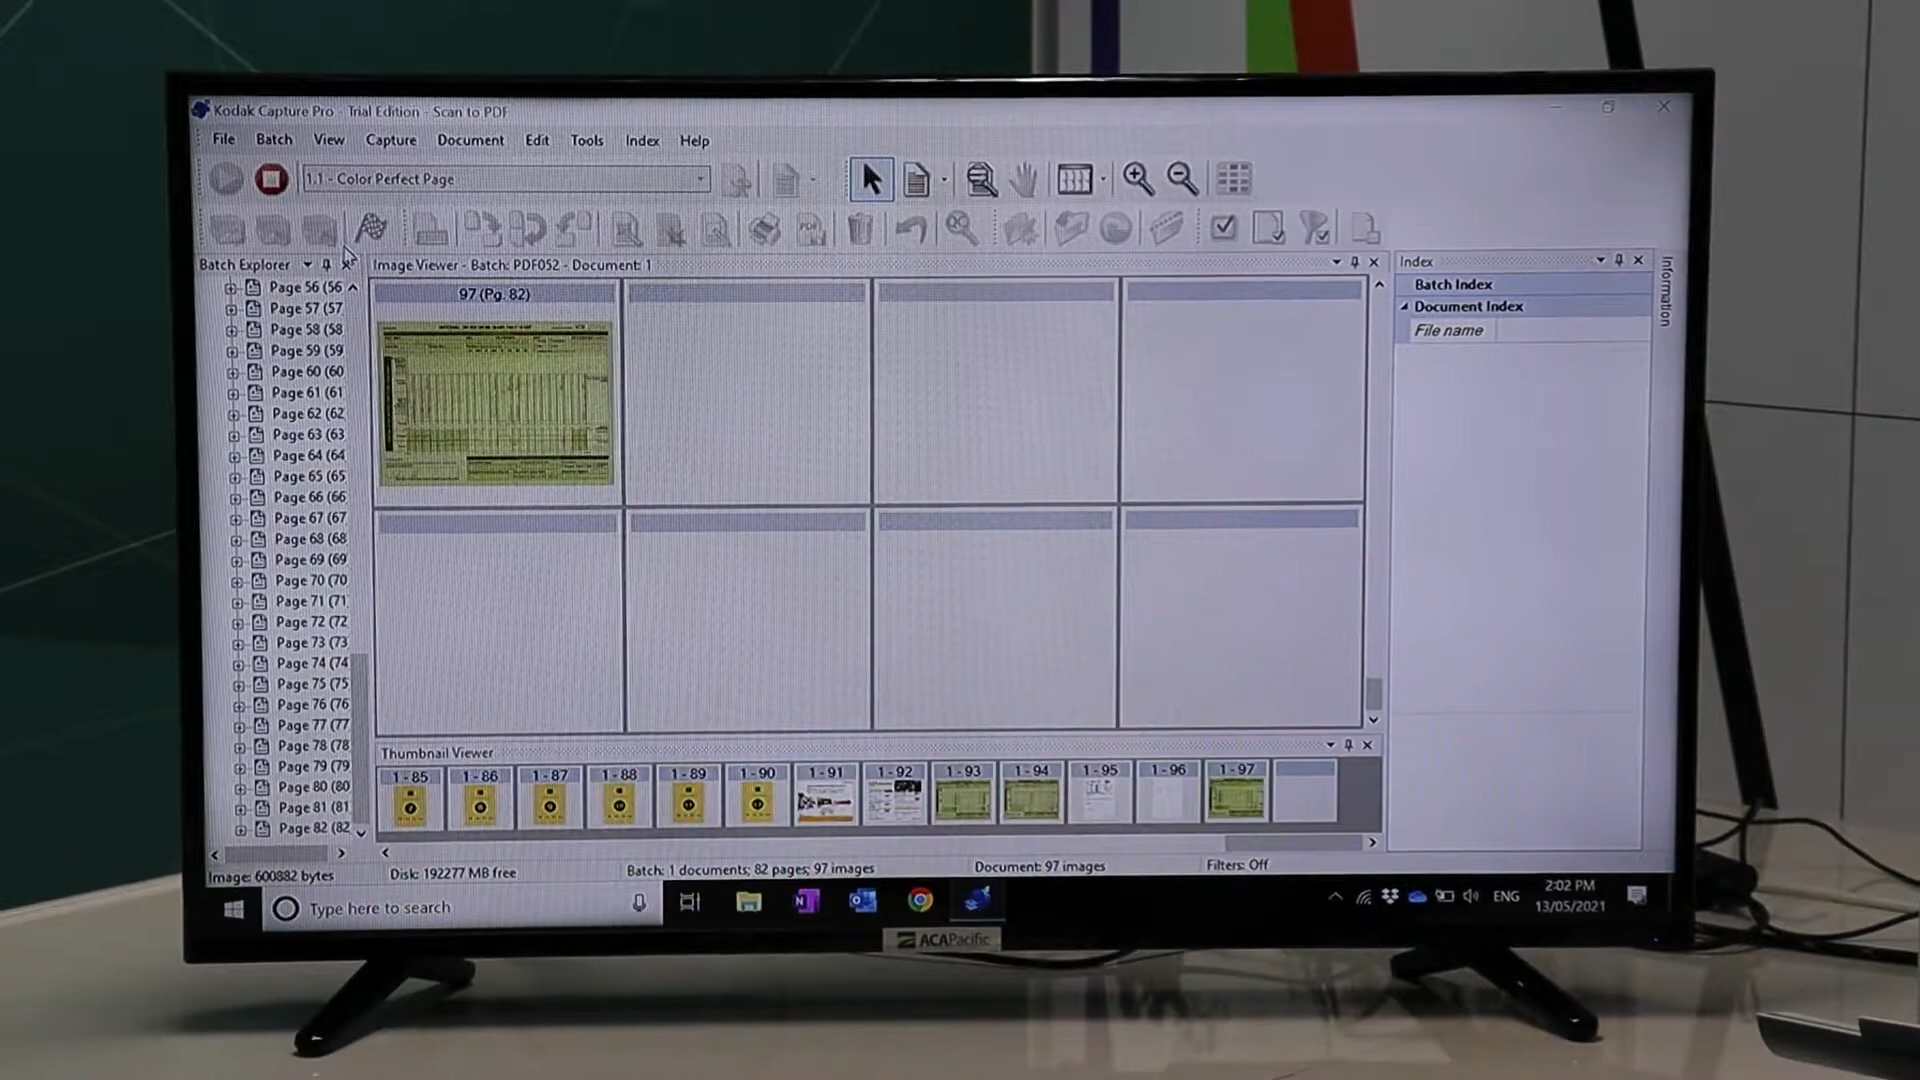 Kodak Capture Pro - Trial Edition - Scan to PDF
File Batch View Capture Document Edit Tools Index Help
1.1 - Color Perfect Page
PDF
Batch Explorer
Page 56 (56
Page 57 (57
Page 58 (58
Page 59 (59
Page 60 (60
Page 61 (61
Page 62 (62
Page 63 (63
Page 64 (64
Page 65 (65
Page 66 (66
Page 67 (67
Page 68 (68
Page 69 (69
Page 70 (70
Page 71 (71
Page 72 (72
Page 73 (73
Page 74 (74
Page 75 (75
Page 76 (76
Page 77 (77
Page 78 (78
Page 79 (79
Page 80 (80
Page 81 (81
Page 82 (82
Image Viewer - Batch: PDF052 - Document: 1
97 (Pg. 82)
Index
Batch Index
Document Index
File name
Information
Thumbnail Viewer
1 - 85 1 - 86 1 - 87 1 - 88 1 - 89 1 - 90 1 - 91 1 - 92 1 - 93 1 - 94 1 - 95 1 - 96 1 - 97
Image: 600882 bytes Disk: 192277 MB free Batch: 1 documents; 82 pages; 97 images Document: 97 images Filters: Off
Type here to search
ENG
2:02 PM
13/05/2021
ACAPacific